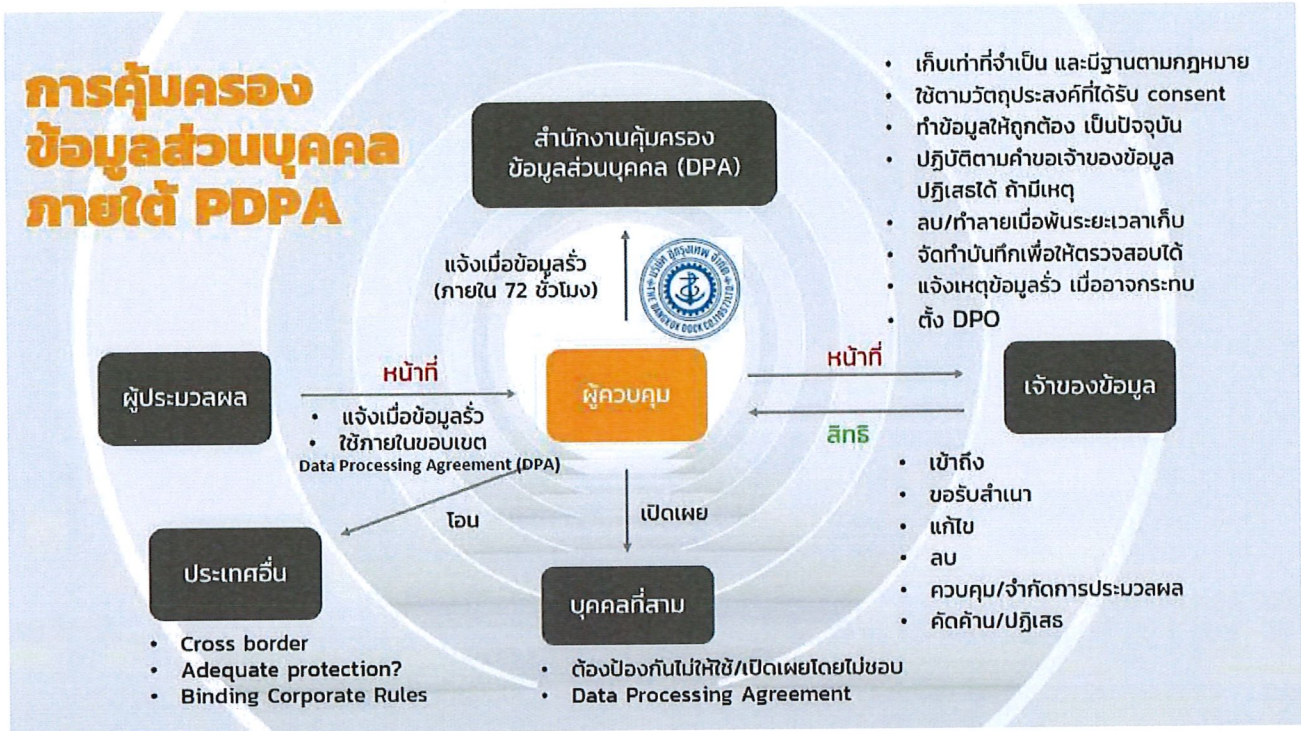 การคุ้มครอง
ข้อมูลส่วนบุคคล
ภายใต้ PDPA
สำนักงานคุ้มครอง
ข้อมูลส่วนบุคคล (DPA)
• เก็บเท่าที่จำเป็น และมีฐานตามกฎหมาย
• ใช้ตามวัตถุประสงค์ที่ได้รับ consent
• ทำข้อมูลให้ถูกต้อง เป็นปัจจุบัน
• ปฏิบัติตามคำขอเจ้าของข้อมูล
ปฏิเสธได้ ถ้ามีเหตุ
• ลบ/ทำลายเมื่อพ้นระยะเวลาเก็บ
• จัดทำบันทึกเพื่อให้ตรวจสอบได้
• แจ้งเหตุข้อมูลรั่ว เมื่ออาจกระทบ
• ตั้ง DPO
แจ้งเมื่อข้อมูลรั่ว
(ภายใน 72 ชั่วโมง)
บริษัท อู่กรุงเทพ จำกัด
THE BANGKOK DOCK CO.(1957)LTD.
ผู้ประมวลผล
หน้าที่
• แจ้งเมื่อข้อมูลรั่ว
• ใช้ภายในขอบเขต
Data Processing Agreement (DPA)
ผู้ควบคุม
หน้าที่
สิทธิ
เจ้าของข้อมูล
• เข้าถึง
• ขอรับสำเนา
• แก้ไข
• ลบ
• ควบคุม/จำกัดการประมวลผล
• คัดค้าน/ปฏิเสธ
โอน
เปิดเผย
ประเทศอื่น
• Cross border
• Adequate protection?
• Binding Corporate Rules
บุคคลที่สาม
• ต้องป้องกันไม่ให้ใช้/เปิดเผยโดยไม่ชอบ
• Data Processing Agreement